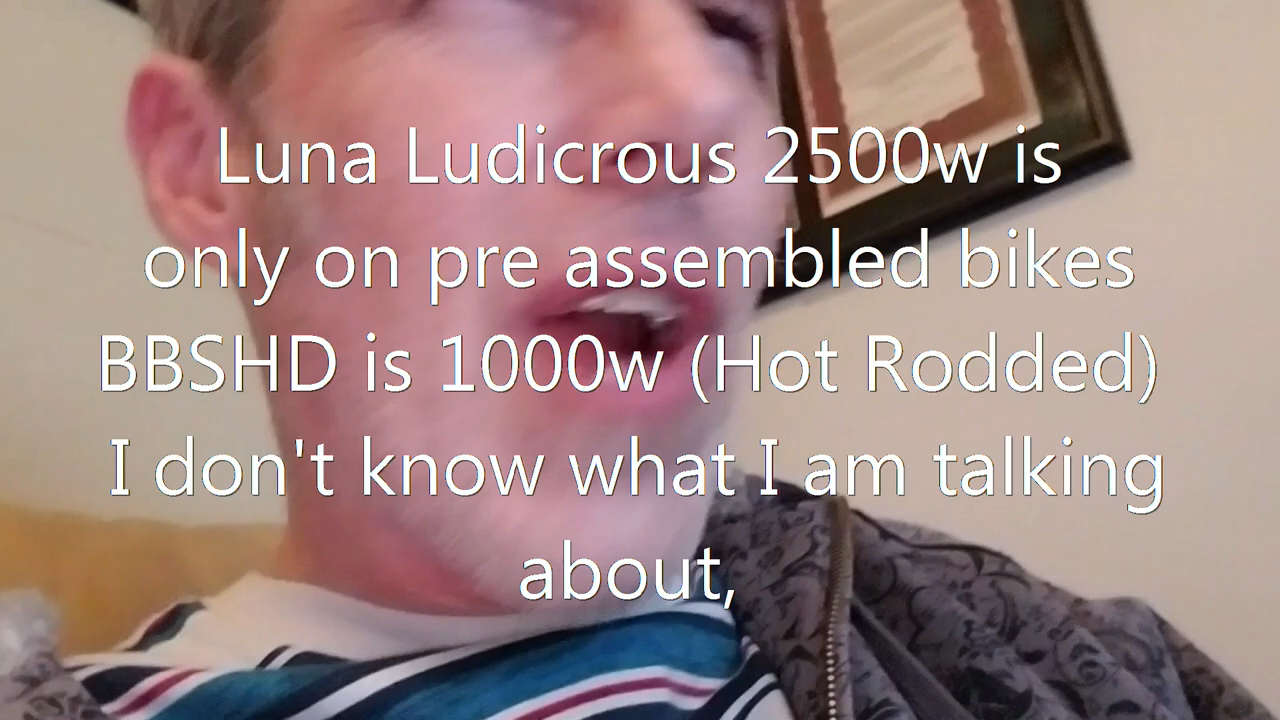 Luna Ludicrous 2500w is
only on pre assembled bikes
BBSHD is 1000w (Hot Rodded)
I don't know what I am talking
about,